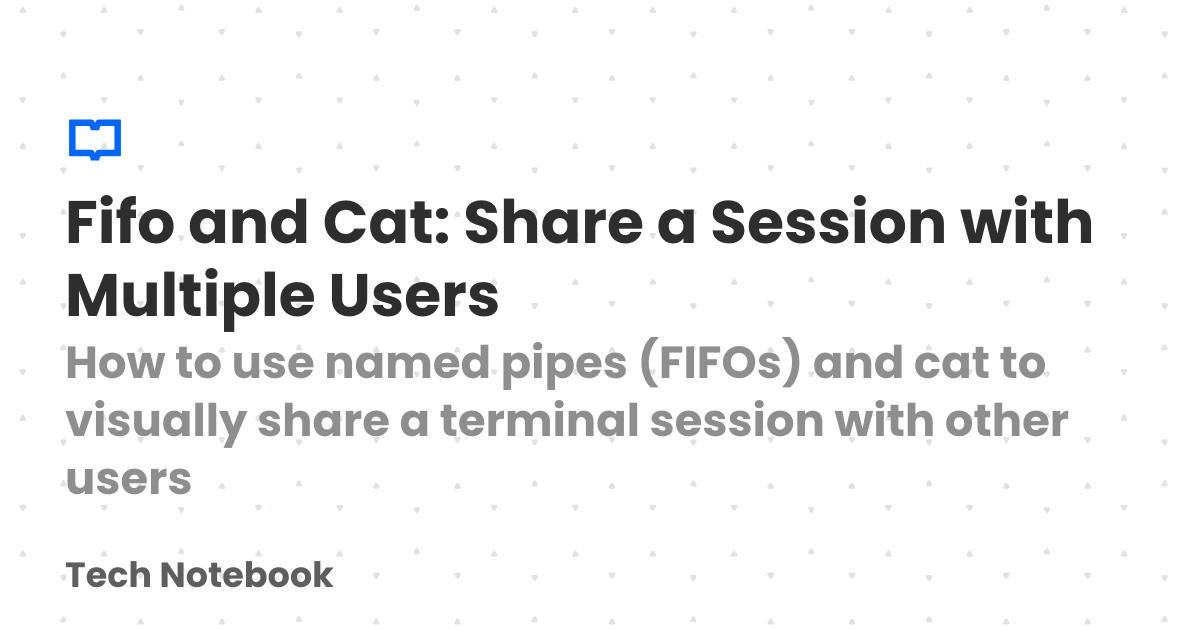 Fifo and Cat: Share a Session with
Multiple Users
How to use named pipes (FIFOs) and cat to
visually share a terminal session with other
users
Tech Notebook